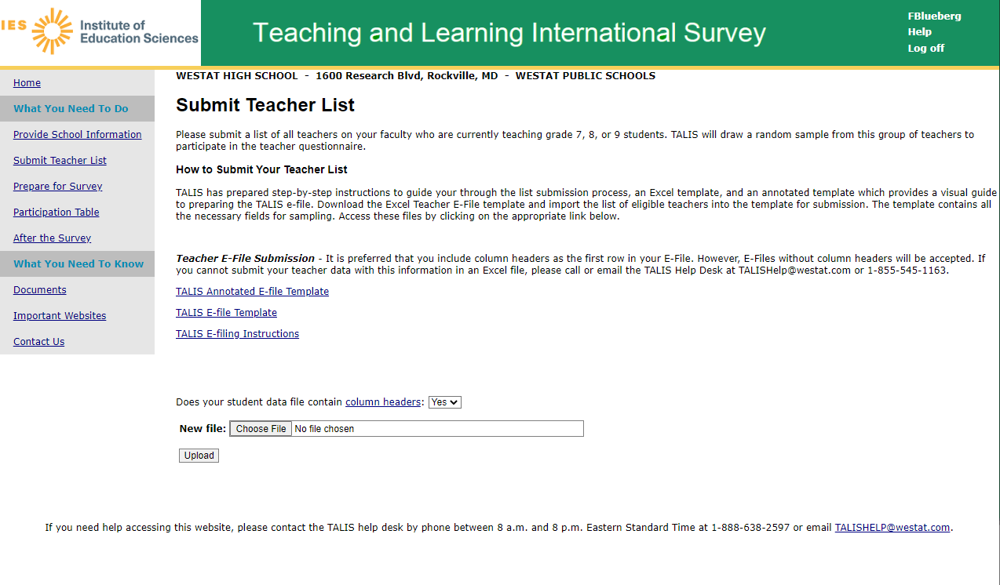 IES Institute of
Education Sciences
Teaching and Learning International Survey
FBlueberg
Help
Log off
Home
What You Need To Do
Provide School Information
Submit Teacher List
Prepare for Survey
Participation Table
After the Survey
What You Need To Know
Documents
Important Websites
Contact Us
WESTAT HIGH SCHOOL - 1600 Research Blvd, Rockville, MD - WESTAT PUBLIC SCHOOLS
Submit Teacher List
Please submit a list of all teachers on your faculty who are currently teaching grade 7, 8, or 9 students. TALIS will draw a random sample from this group of teachers to
participate in the teacher questionnaire.
How to Submit Your Teacher List
TALIS has prepared step-by-step instructions to guide your through the list submission process, an Excel template, and an annotated template which provides a visual guide
to preparing the TALIS e-file. Download the Excel Teacher E-File template and import the list of eligible teachers into the template for submission. The template contains all
the necessary fields for sampling. Access these files by clicking on the appropriate link below.
Teacher E-File Submission - It is preferred that you include column headers as the first row in your E-File. However, E-Files without column headers will be accepted. If
you cannot submit your teacher data with this information in an Excel file, please call or email the TALIS Help Desk at TALISHelp@westat.com or 1-855-545-1163.
TALIS Annotated E-file Template
TALIS E-file Template
TALIS E-filing Instructions
Does your student data file contain column headers: Yes
New file: Choose File No file chosen
Upload
If you need help accessing this website, please contact the TALIS help desk by phone between 8 a.m. and 8 p.m. Eastern Standard Time at 1-888-638-2597 or email TALISHELP@westat.com.